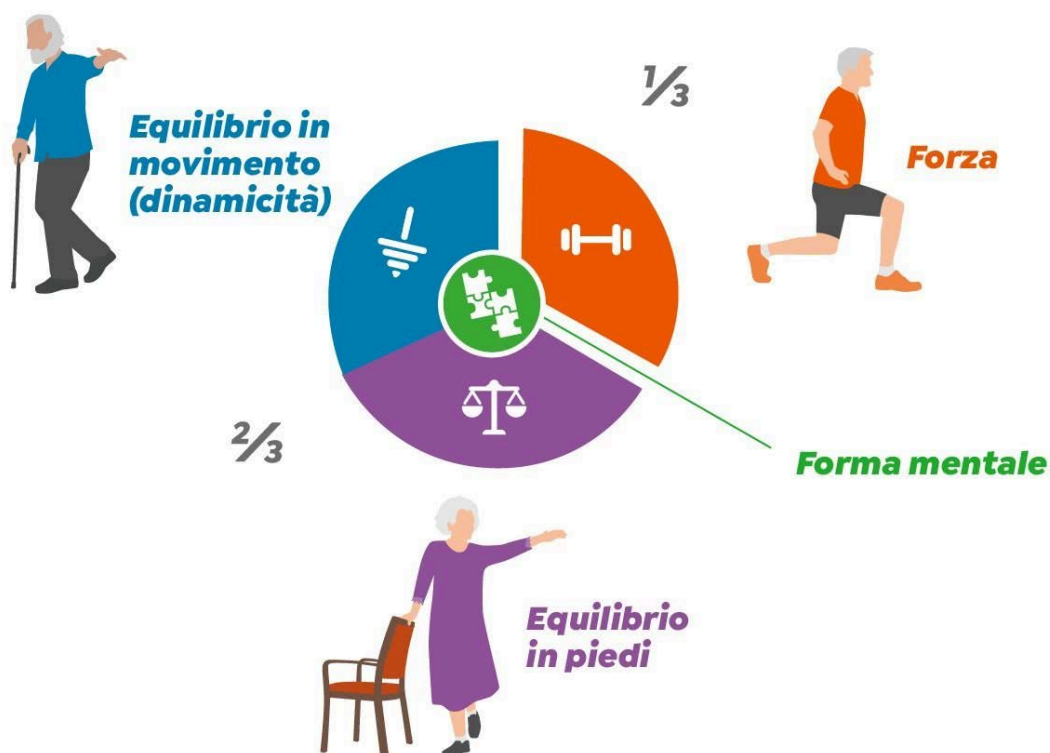 1/3
Equilibrio in
movimento
(dinamicità)
Forza
2/3
Forma mentale
Equilibrio
in piedi